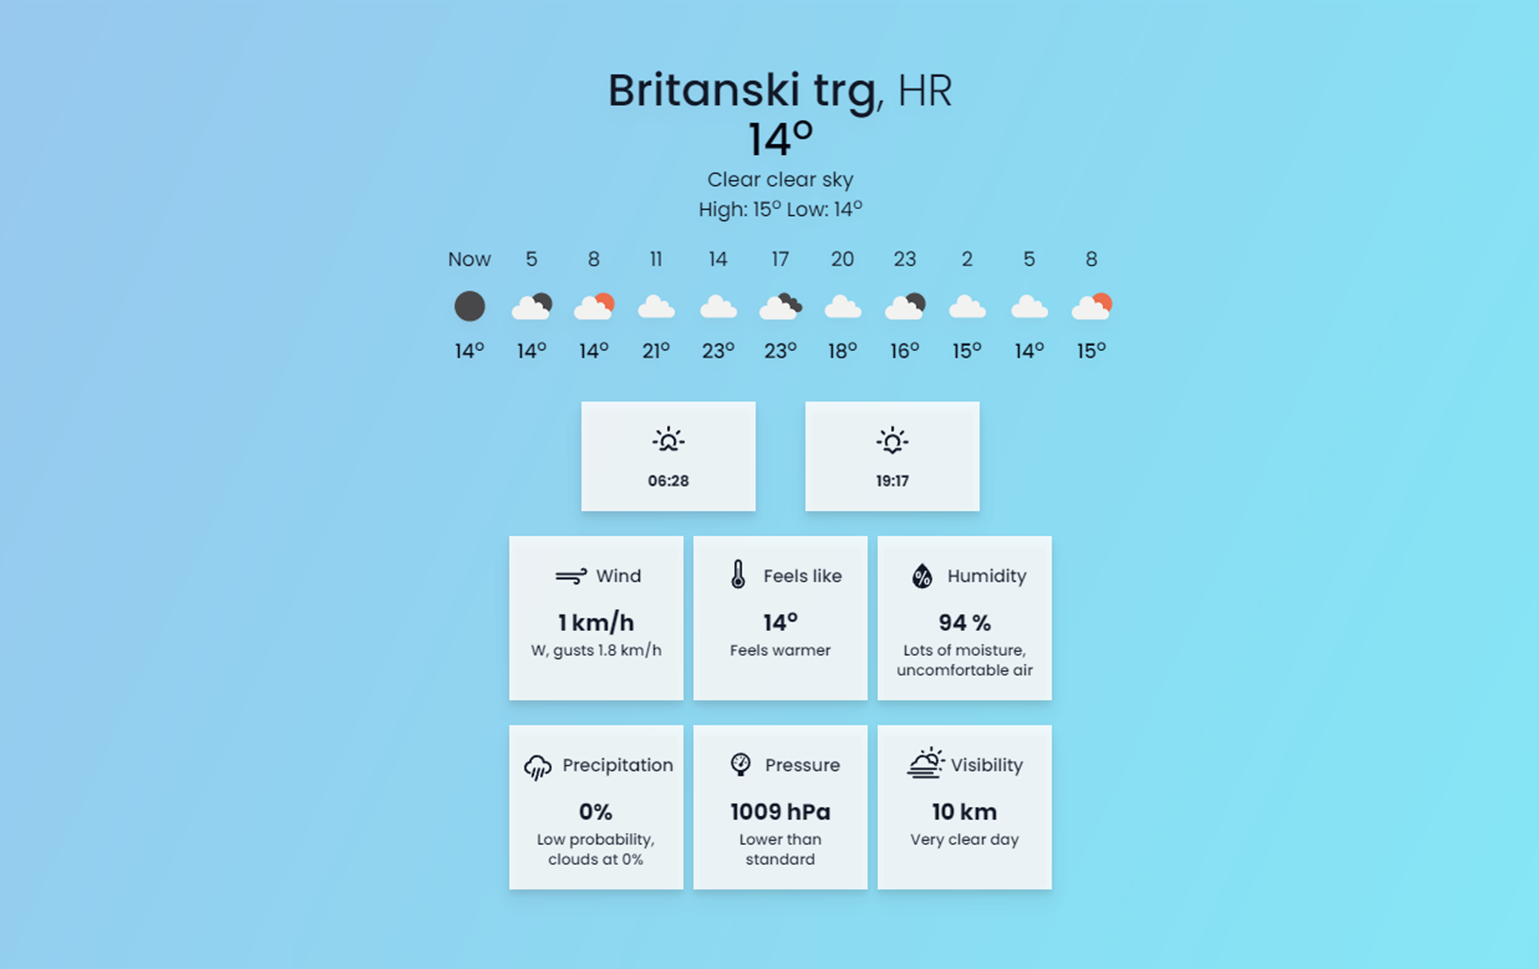 Britanski trg, HR
14°
Clear clear sky
High: 15° Low: 14°
Now 5 8 11 14 17 20 23 2 5 8
14° 14° 14° 21° 23° 23° 18° 16° 15° 14° 15°
06:28 19:17
Wind
1 km/h
W, gusts 1.8 km/h
Feels like
14°
Feels warmer
Humidity
94 %
Lots of moisture,
uncomfortable air
Precipitation
0%
Low probability,
clouds at 0%
Pressure
1009 hPa
Lower than
standard
Visibility
10 km
Very clear day